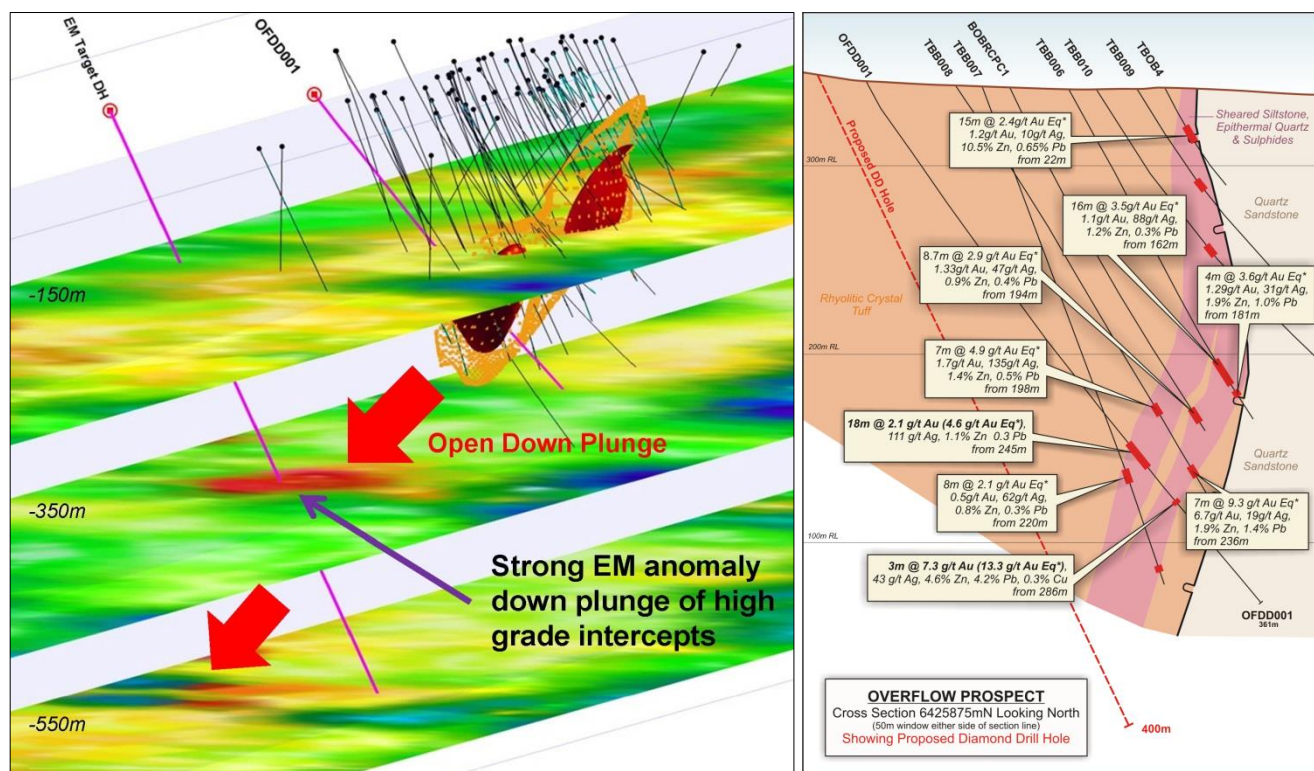 EM Target DH
OFDD001
-150m
Open Down Plunge
-350m
Strong EM anomaly
down plunge of high
grade intercepts
-550m
OFDD001
TBB008
TBB007
BOBRCPC1
TBB006
TBB010
TBB009
TBOB4
Proposed DD Hole
15m @ 2.4g/t Au Eq*
1.2g/t Au, 10g/t Ag,
10.5% Zn, 0.65% Pb
from 22m
Sheared Siltstone,
Epithermal Quartz
& Sulphides
300m RL
Quartz
Sandstone
16m @ 3.5g/t Au Eq*
1.1g/t Au, 88g/t Ag,
1.2% Zn, 0.3% Pb
from 162m
8.7m @ 2.9 g/t Au Eq*
1.33g/t Au, 47g/t Ag,
0.9% Zn, 0.4% Pb
from 194m
4m @ 3.6g/t Au Eq*
1.29g/t Au, 31g/t Ag,
1.9% Zn, 1.0% Pb
from 181m
Rhyolitic Crystal
Tuff
200m RL
7m @ 4.9 g/t Au Eq*
1.7g/t Au, 135g/t Ag,
1.4% Zn, 0.5% Pb
from 198m
18m @ 2.1 g/t Au (4.6 g/t Au Eq*),
111 g/t Ag, 1.1% Zn 0.3 Pb
from 245m
Quartz
Sandstone
8m @ 2.1 g/t Au Eq*
0.5g/t Au, 62g/t Ag,
0.8% Zn, 0.3% Pb
from 220m
7m @ 9.3 g/t Au Eq*
6.7g/t Au, 19g/t Ag,
1.9% Zn, 1.4% Pb
from 236m
100m RL
3m @ 7.3 g/t Au (13.3 g/t Au Eq*),
43 g/t Ag, 4.6% Zn, 4.2% Pb, 0.3% Cu
from 286m
OFDD001
361m
OVERFLOW PROSPECT
Cross Section 6425875mN Looking North
(50m window either side of section line)
Showing Proposed Diamond Drill Hole
400m